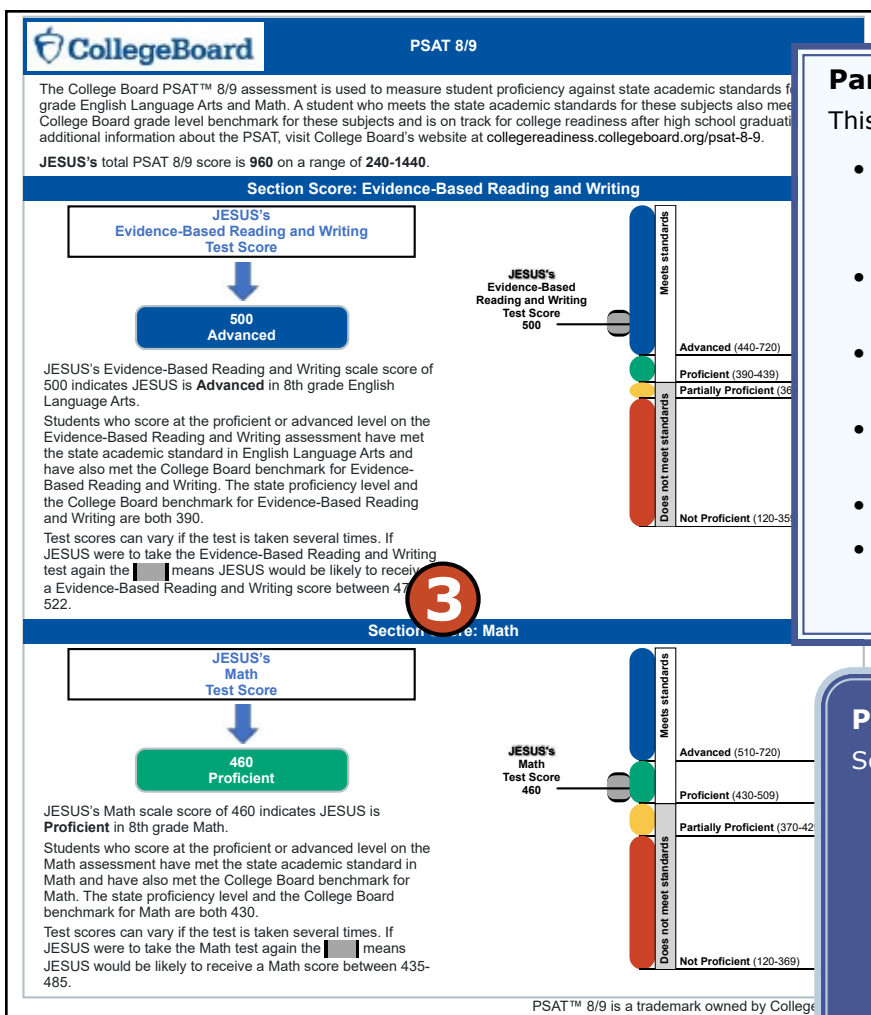 CollegeBoard
PSAT 8/9
The College Board PSAT™ 8/9 assessment is used to measure student proficiency against state academic standards
grade English Language Arts and Math. A student who meets the state academic standards for these subjects also
College Board grade level benchmark for these subjects and is on track for college readiness after high school
additional information about the PSAT, visit College Board's website at collegereadiness.collegeboard.org/psat-8-9.
JESUS's total PSAT 8/9 score is 960 on a range of 240-1440.
Section Score: Evidence-Based Reading and Writing
JESUS's
Evidence-Based Reading and Writing
Test Score
500
Advanced
JESUS's Evidence-Based Reading and Writing scale score of
500 indicates JESUS is Advanced in 8th grade English
Language Arts.
Students who score at the proficient or advanced level on the
Evidence-Based Reading and Writing assessment have met
the state academic standard in English Language Arts and
have also met the College Board benchmark for Evidence-
Based Reading and Writing. The state proficiency level and
the College Board benchmark for Evidence-Based Reading
and Writing are both 390.
Test scores can vary if the test is taken several times. If
JESUS were to take the Evidence-Based Reading and Writing
test again the means JESUS would be likely to
a Evidence-Based Reading and Writing score between
522.
JESUS's
Evidence-Based
Reading and Writing
Test Score
500
Meets standards
Does not meet standards
Advanced (440-720)
Proficient (390-439)
Partially Proficient
Not Proficient
3
Section Math
JESUS's
Math
Test Score
460
Proficient
JESUS's Math scale score of 460 indicates JESUS is
Proficient in 8th grade Math.
Students who score at the proficient or advanced level on the
Math assessment have met the state academic standard in
Math and have also met the College Board benchmark for
Math. The state proficiency level and the College Board
benchmark for Math are both 430.
Test scores can vary if the test is taken several times. If
JESUS were to take the Math test again the means
JESUS would be likely to receive a Math score between 435-
485.
JESUS's
Math
Test Score
460
Meets standards
Does not meet standards
Advanced (510-720)
Proficient (430-509)
Partially Proficient
Not Proficient (120-369)
PSAT™ 8/9 is a trademark owned by College
This